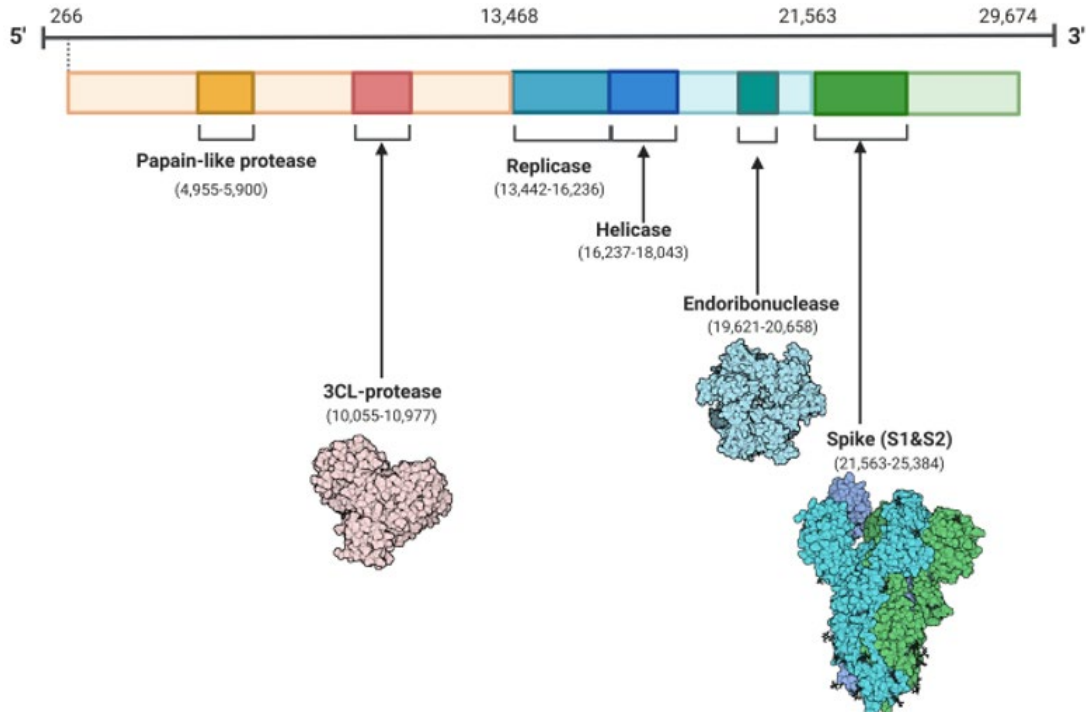 266 13,468 21,563 29,674
5' 3'
Papain-like protease
(4,955-5,900)
Replicase
(13,442-16,236)
Helicase
(16,237-18,043)
Endoribonuclease
(19,621-20,658)
3CL-protease
(10,055-10,977)
Spike (S1&S2)
(21,563-25,384)